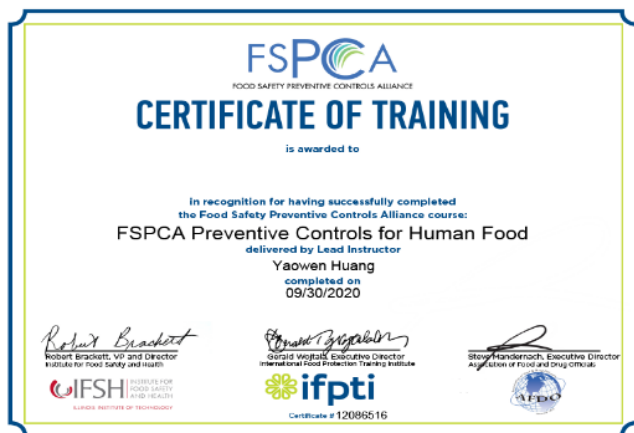 FSPCA
FOOD SAFETY PREVENTIVE CONTROLS ALLIANCE
CERTIFICATE OF TRAINING
is awarded to
in recognition for having successfully completed
the Food Safety Preventive Controls Alliance course:
FSPCA Preventive Controls for Human Food
delivered by Lead Instructor
Yaowen Huang
completed on
09/30/2020
Robert Brackett
Robert Brackett, VP and Director
Institute for Food Safety and Health
Gerald Wojtala, Executive Director
International Food Protection Training Institute
Steve Mandernach, Executive Director
Association of Food and Drug Officials
IFSH
INSTITUTE FOR
FOOD SAFETY
AND HEALTH
ILLINOIS INSTITUTE OF TECHNOLOGY
ifpti
AFDO
Certificate # 12086516